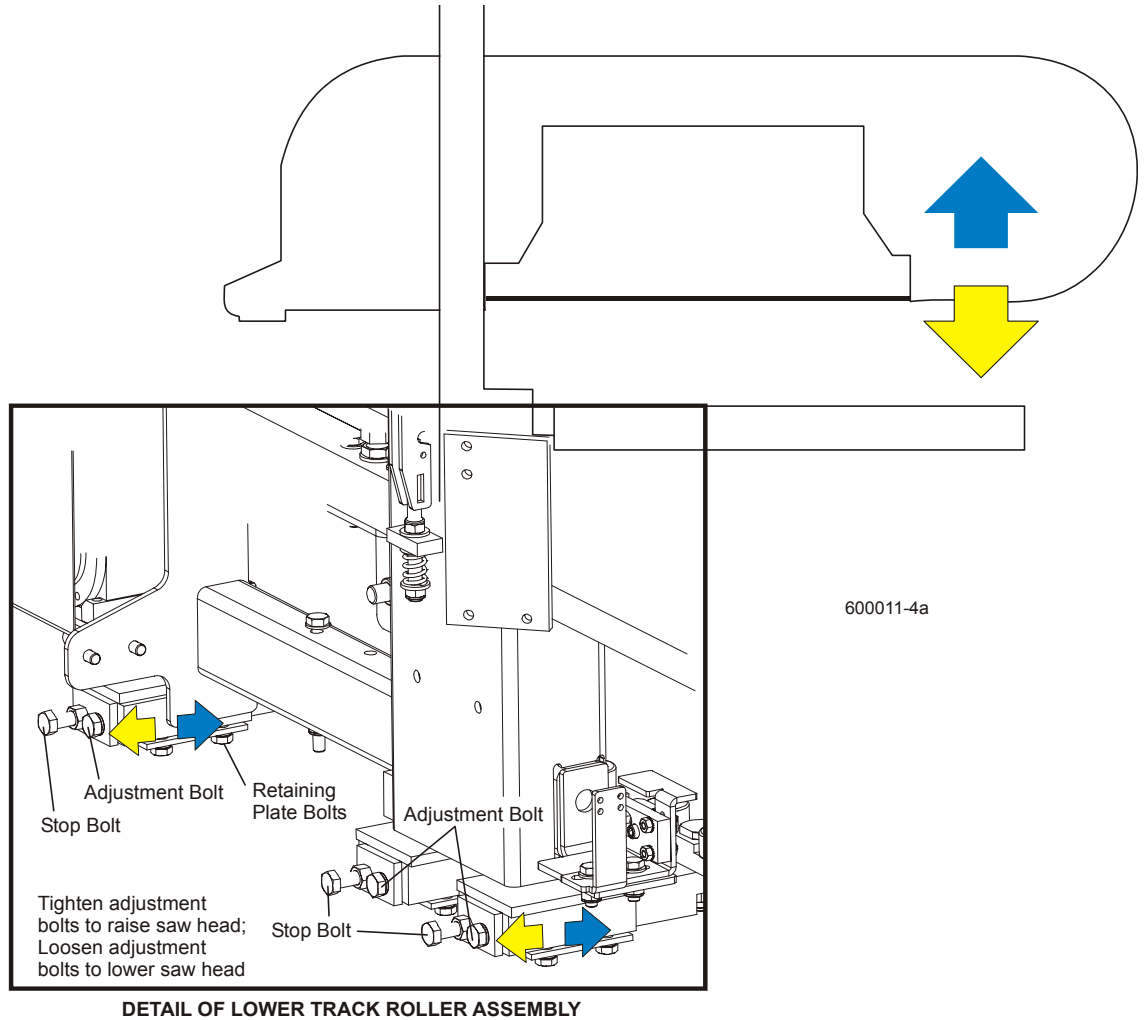 600011-4a
Adjustment Bolt
Stop Bolt
Retaining
Plate Bolts
Adjustment Bolt
Stop Bolt
Tighten adjustment
bolts to raise saw head;
Loosen adjustment
bolts to lower saw head
DETAIL OF LOWER TRACK ROLLER ASSEMBLY